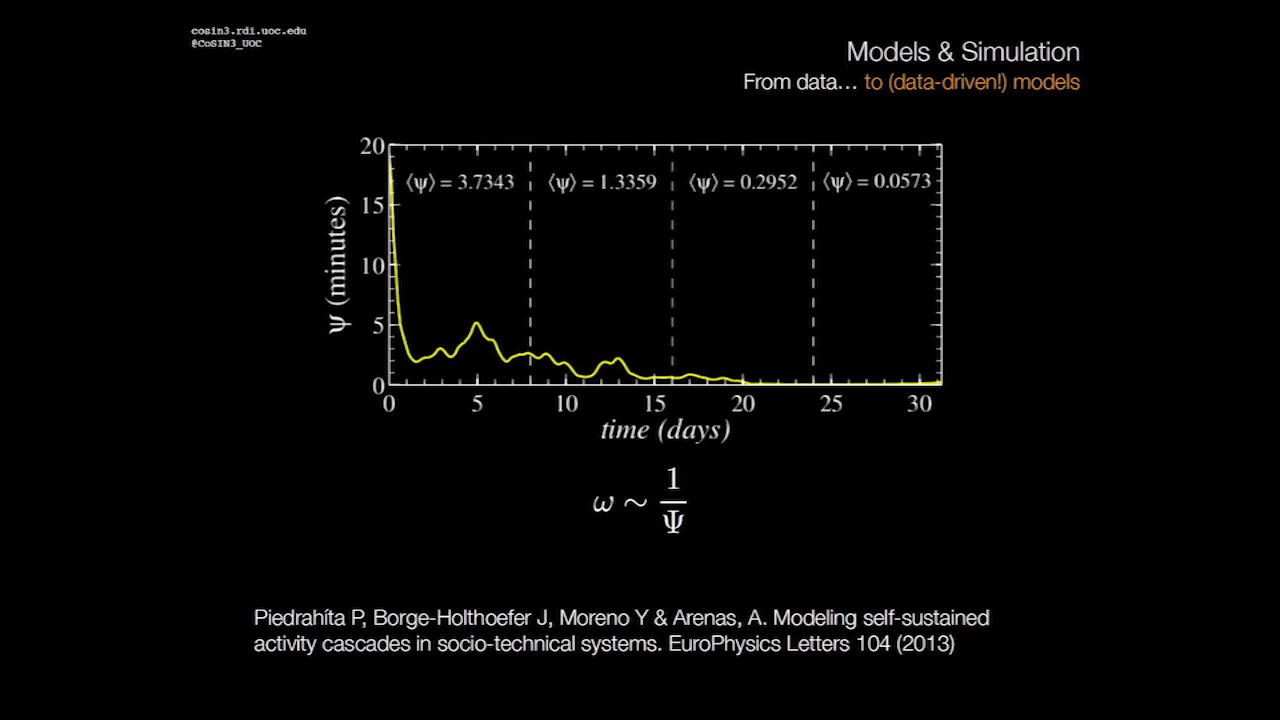 cosin3.rdi.uoc.edu
@CoSIN3_UOC
Models & Simulation
From data... to (data-driven!) models
20
15
10
5
0
ψ (minutes)
⟨ψ⟩ = 3.7343
⟨ψ⟩ = 1.3359
⟨ψ⟩ = 0.2952
⟨ψ⟩ = 0.0573
0 5 10 15 20 25 30
time (days)
ω ~ 1/Ψ
Piedrahíta P, Borge-Holthoefer J, Moreno Y & Arenas, A. Modeling self-sustained
activity cascades in socio-technical systems. EuroPhysics Letters 104 (2013)